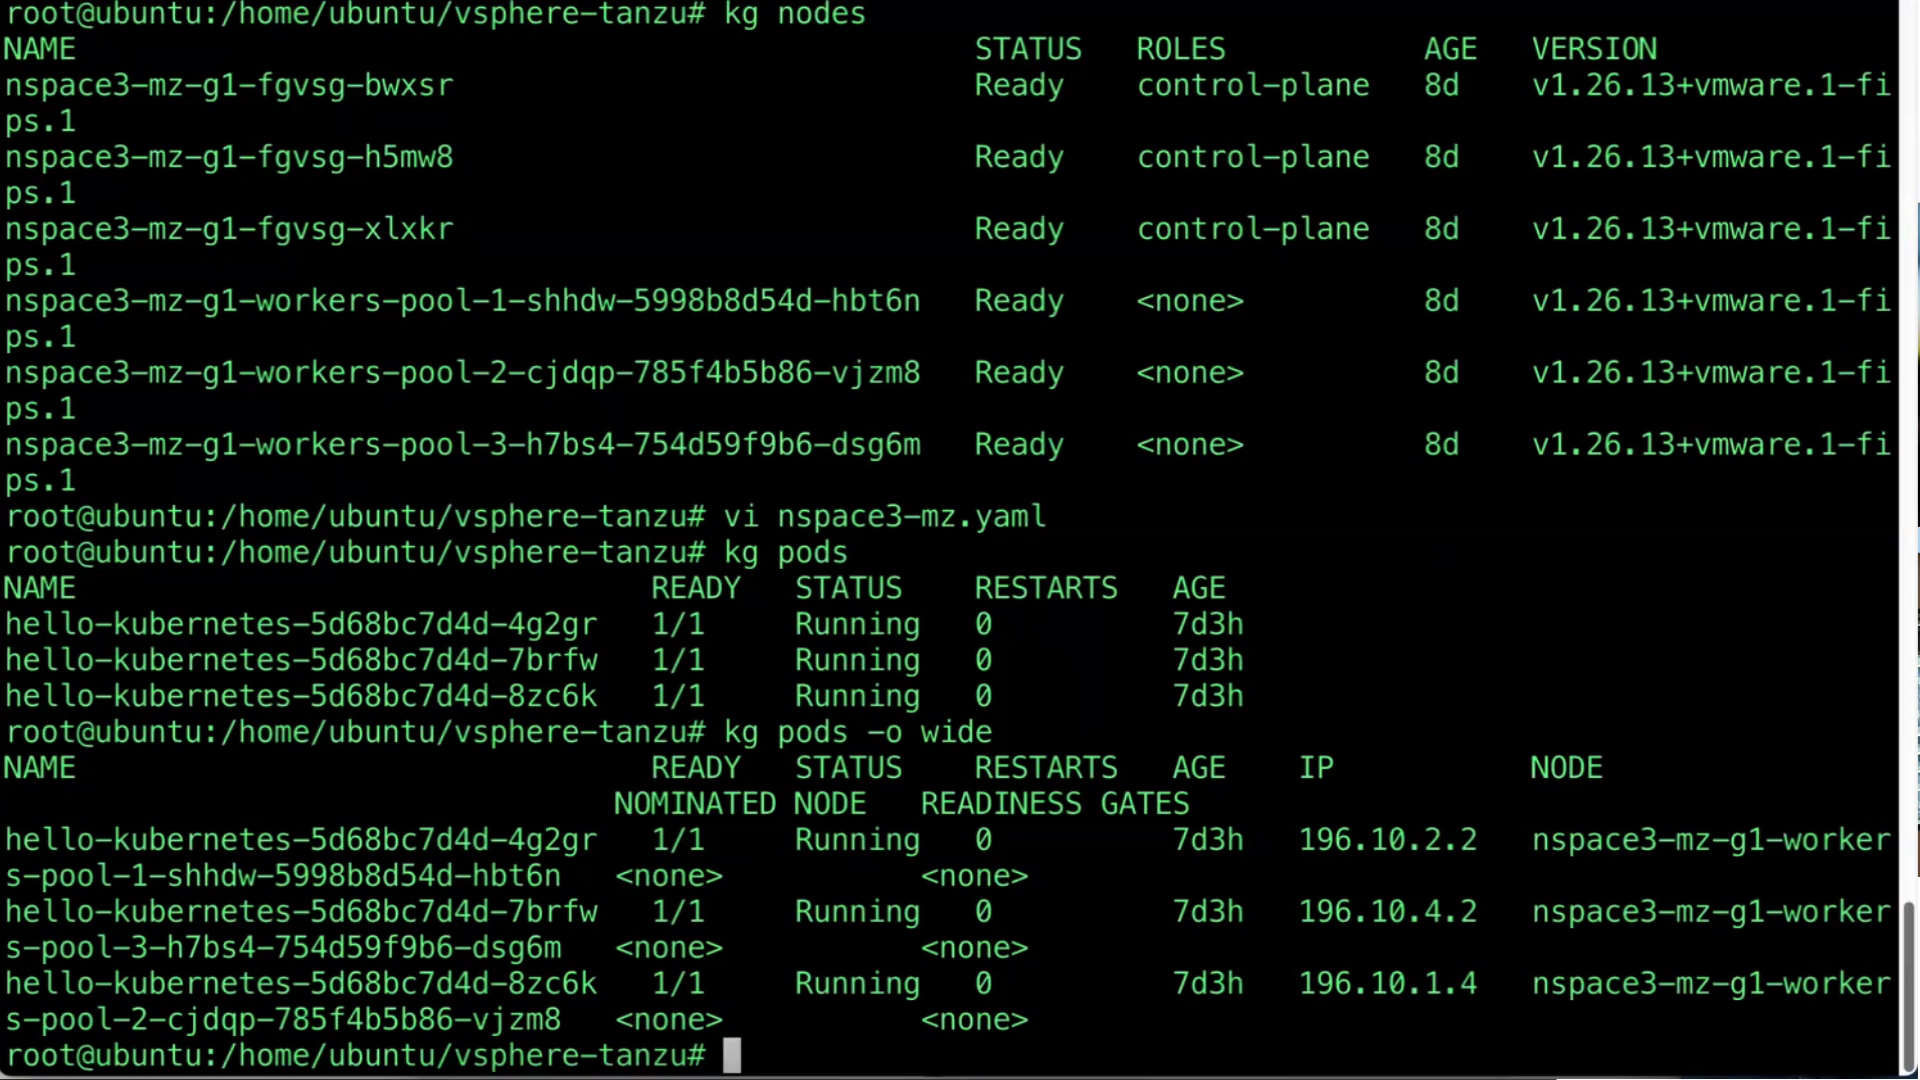 root@ubuntu:/home/ubuntu/vsphere-tanzu# kg nodes
NAME STATUS ROLES AGE VERSION
nspace3-mz-g1-fgvsg-bwxsr Ready control-plane 8d v1.26.13+vmware.1-fi
ps.1
nspace3-mz-g1-fgvsg-h5mw8 Ready control-plane 8d v1.26.13+vmware.1-fi
ps.1
nspace3-mz-g1-fgvsg-xlxkr Ready control-plane 8d v1.26.13+vmware.1-fi
ps.1
nspace3-mz-g1-workers-pool-1-shhdw-5998b8d54d-hbt6n Ready <none> 8d v1.26.13+vmware.1-fi
ps.1
nspace3-mz-g1-workers-pool-2-cjdqp-785f4b5b86-vjzm8 Ready <none> 8d v1.26.13+vmware.1-fi
ps.1
nspace3-mz-g1-workers-pool-3-h7bs4-754d59f9b6-dsg6m Ready <none> 8d v1.26.13+vmware.1-fi
ps.1
root@ubuntu:/home/ubuntu/vsphere-tanzu# vi nspace3-mz.yaml
root@ubuntu:/home/ubuntu/vsphere-tanzu# kg pods
NAME READY STATUS RESTARTS AGE
hello-kubernetes-5d68bc7d4d-4g2gr 1/1 Running 0 7d3h
hello-kubernetes-5d68bc7d4d-7brfw 1/1 Running 0 7d3h
hello-kubernetes-5d68bc7d4d-8zc6k 1/1 Running 0 7d3h
root@ubuntu:/home/ubuntu/vsphere-tanzu# kg pods -o wide
NAME READY STATUS RESTARTS AGE IP NODE
NOMINATED NODE READINESS GATES
hello-kubernetes-5d68bc7d4d-4g2gr 1/1 Running 0 7d3h 196.10.2.2 nspace3-mz-g1-worker
s-pool-1-shhdw-5998b8d54d-hbt6n <none> <none>
hello-kubernetes-5d68bc7d4d-7brfw 1/1 Running 0 7d3h 196.10.4.2 nspace3-mz-g1-worker
s-pool-3-h7bs4-754d59f9b6-dsg6m <none> <none>
hello-kubernetes-5d68bc7d4d-8zc6k 1/1 Running 0 7d3h 196.10.1.4 nspace3-mz-g1-worker
s-pool-2-cjdqp-785f4b5b86-vjzm8 <none> <none>
root@ubuntu:/home/ubuntu/vsphere-tanzu#